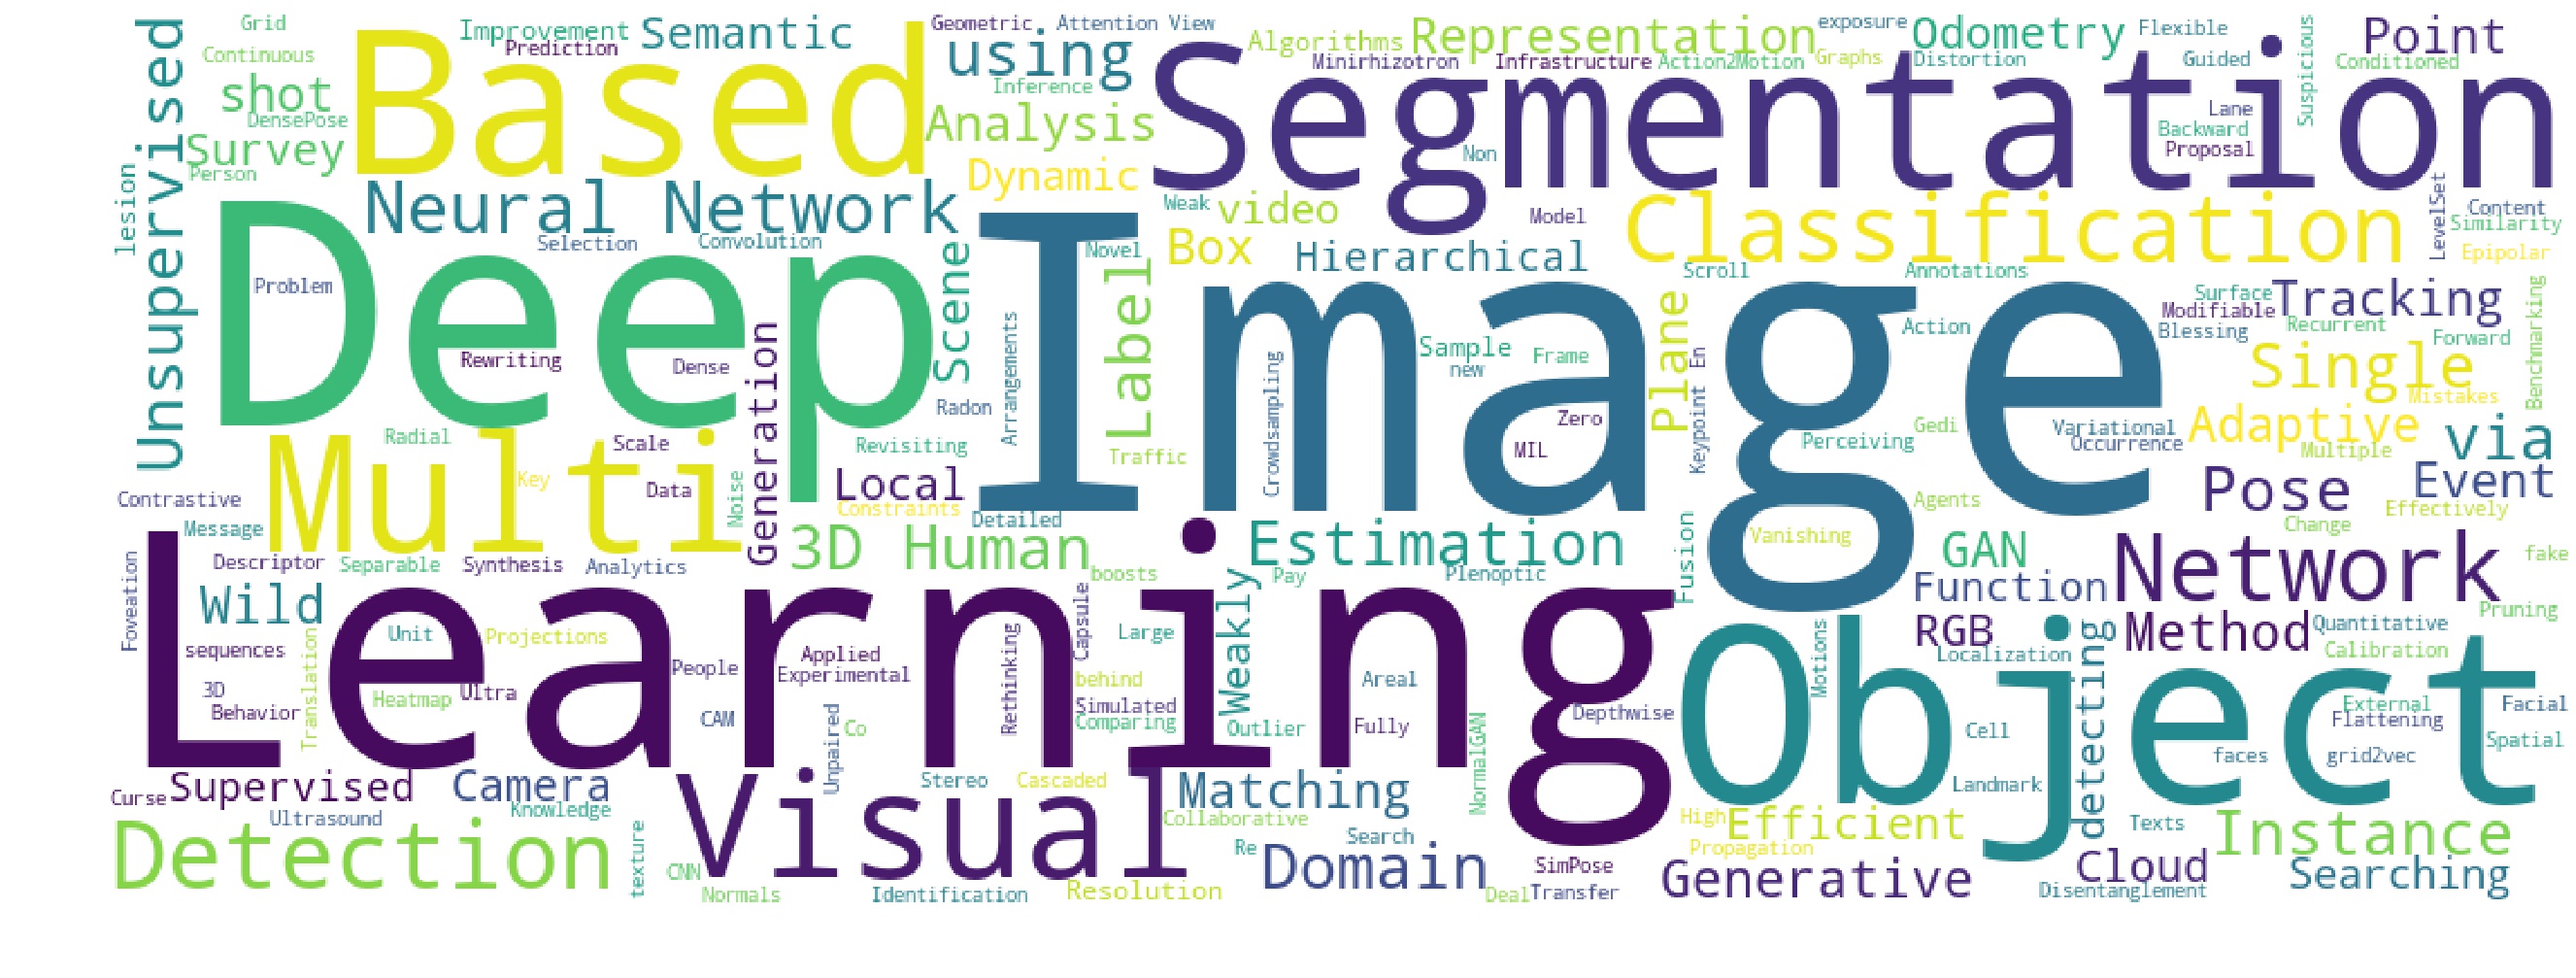 Grid
Continuous
shot
DensePose
Survey
Person
lesion
Unsupervised
Based
Improvement
Prediction
Semantic
Geometric
Attention View
using
Inference
Analysis
Dynamic
Algorithms
Representation
exposure
Odometry
Flexible
Suspicious
Point
Minirhizotron
Infrastructure
Action2Motion
Graphs
Distortion
Guided
Conditioned
Segmentation
Non
Lane
Backward
Proposal
Neural Network
Selection
Convolution
Weak
video
Model
Classification
LevelSet
Content
Similarity
Epipolar
Box
Hierarchical
Novel
Scene
Label
Scroll
Annotations
Deep
Problem
Rewriting
Dense
Generation
Radon
Arrangements
Image
Crowdsampling
Sample
new
Frame
Plane
Keypoint En
Action
Surface
Modifiable
Blessing
Tracking
Recurrent
Forward
Benchmarking
Single
Mistakes
Adaptive
Zero
MIL
Perceiving
Gedi
Variational
Occurrence
Multiple
via
Multi
Radial
Scale
Key
Data
Noise
Revisiting
Traffic
Local
Constraints
Detailed
Pose
Event
Agents
Change
Effectively
Contrastive
Message
Descriptor
Separable
Synthesis
Analytics
3D Human
boosts
Estimation
Pay
Plenoptic
Fusion
Vanishing
GAN
Function
Network
fake
Pruning
Foveation
Wild
Learning
sequences
3D
Behavior
Translation
Unit
Projections
Heatmap
Ultra
People
CAM
Applied
Experimental
Unpaired
Co
Rethinking
Capsule
Large
behind
Simulated
Comparing
Weakly
Outlier
Areal
Fully
NormalGAN
Depthwise
Object
Motions
RGB
Localization
Method
detecting
Quantitative
Calibration
Cell
Landmark
External
Flattening
Facial
Spatial
faces
grid2vec
Curse
Supervised
Camera
Ultrasound
Knowledge
Detection
texture
Visual
CNN
Normals
Stereo
Cascaded
Identification
Resolution
Matching
Collaborative
Re
Search
Domain
Deal
SimPose
Transfer
High
Efficient
Propagation
Generative
Texts
Cloud
Disentanglement
Instance
Searching